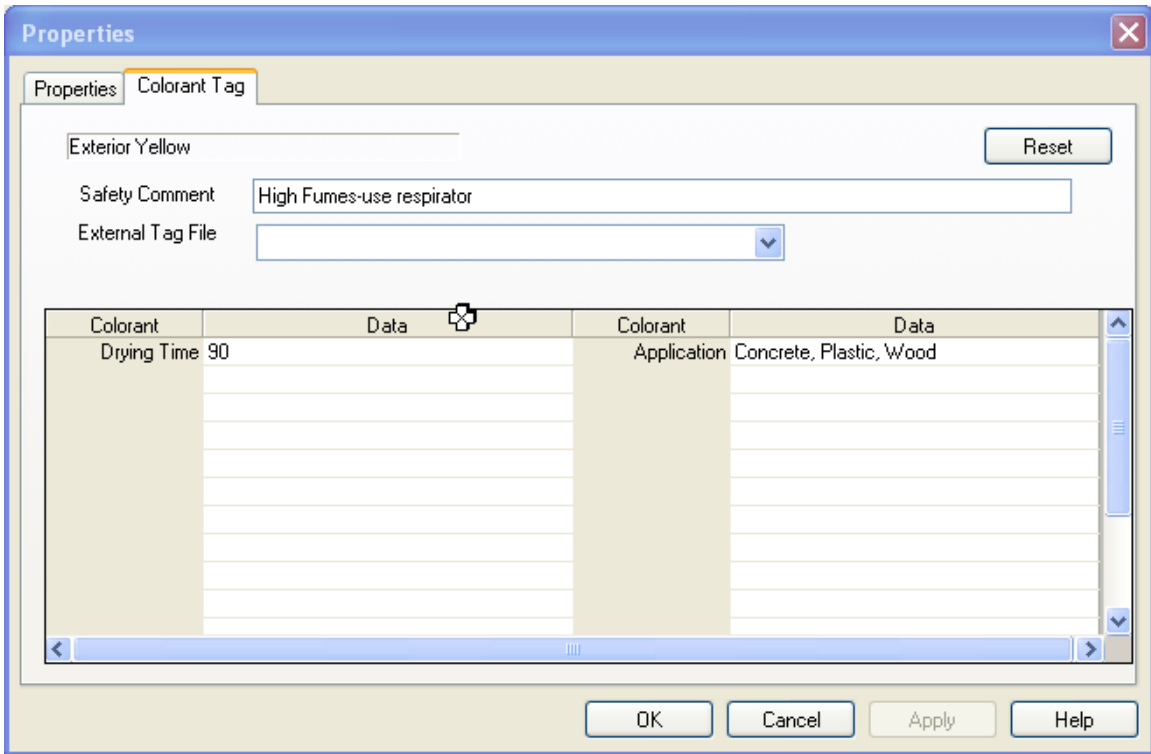 Properties
Properties Colorant Tag
Exterior Yellow Reset
Safety Comment High Fumes-use respirator
External Tag File
Colorant Data Colorant Data
Drying Time 90 Application Concrete, Plastic, Wood
OK Cancel Apply Help